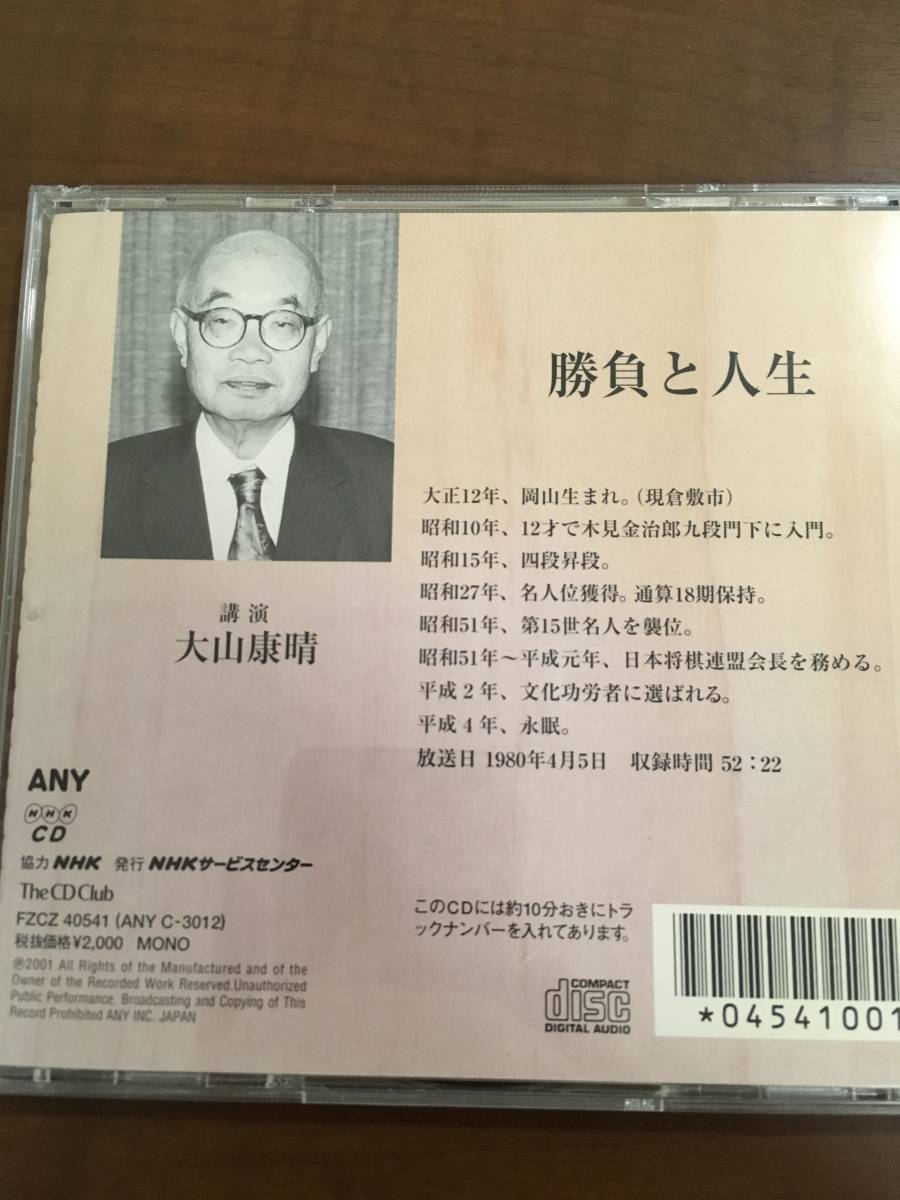 勝負と人生
大正12年、岡山生まれ。(現倉敷市)
昭和10年、12才で木見金治郎九段門下に入門。
昭和15年、四段昇段。
昭和27年、名人位獲得。通算18期保持。
昭和51年、第15世名人を襲位。
昭和51年〜平成元年、日本将棋連盟会長を務める。
平成2年、文化功労者に選ばれる。
平成4年、永眠。
放送日 1980年4月5日 収録時間 52：22
講演
大山康晴
ANY
NHK
CD
協力 NHK 発行 NHKサービスセンター
The CD Club
FZCZ 40541 (ANY C-3012)
税抜価格¥2,000 MONO
℗2001 All Rights of the Manufactured and of the
Owner of the Recorded Work Reserved.Unauthorized
Public Performance. Broadcasting and Copying of This
Record Prohibited ANY INC. JAPAN
このCDには約10分おきにトラ
ックナンバーを入れてあります。
COMPACT
disc
DIGITAL AUDIO
*04541001